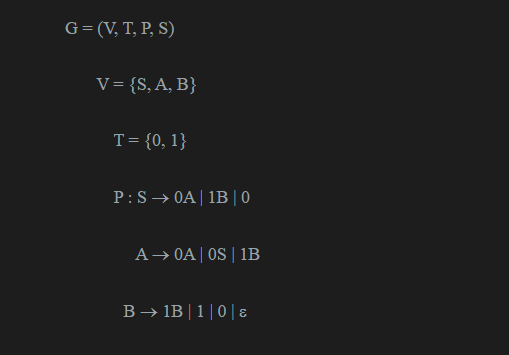 G = (V, T, P, S)
V = {S, A, B}
T = {0, 1}
P : S → 0A | 1B | 0
A → 0A | 0S | 1B
B → 1B | 1 | 0 | ε